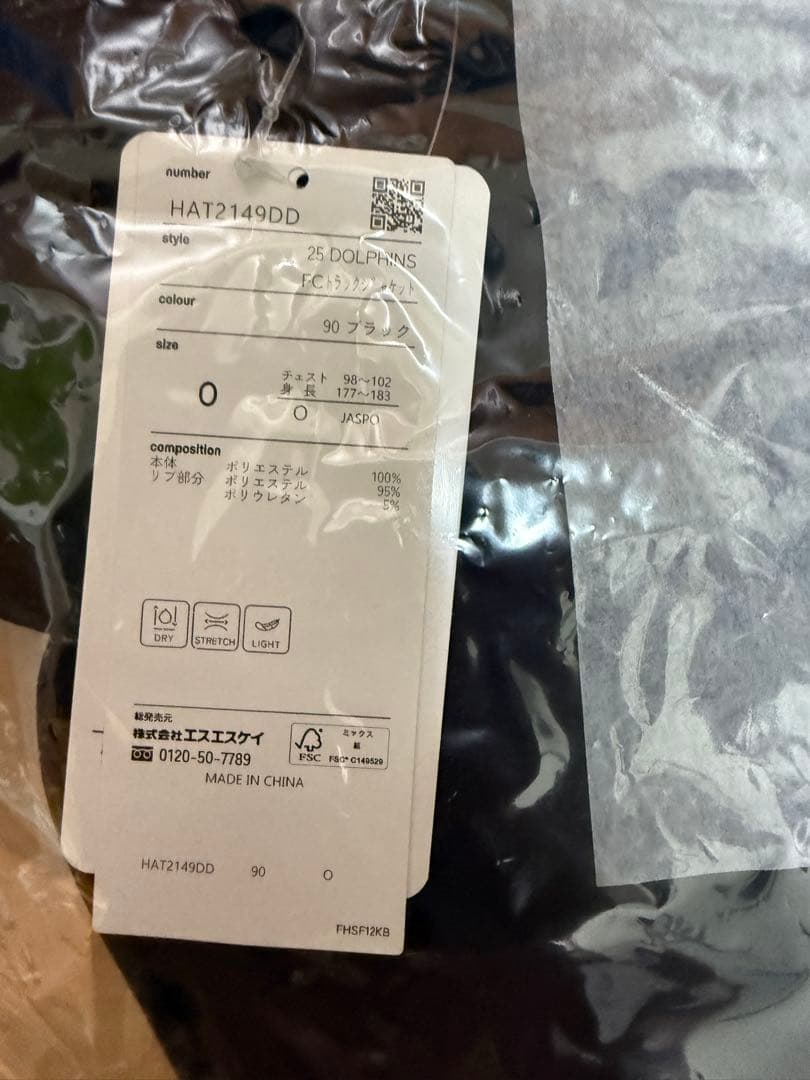 number
HAT2149DD
style
25 DOLPHINS
FCトラックジャケット
colour
90 ブラック
size
O
チェスト 98〜102
身長 177〜183
O JASPO
composition
本体 ポリエステル 100%
リブ部分 ポリエステル 95%
ポリウレタン 5%
DRY STRETCH LIGHT
総発売元
株式会社エスエスケイ
0120-50-7789
FSC
ミックス
紙
FSC® C149529
MADE IN CHINA
HAT2149DD 90 O
FHSF12KB